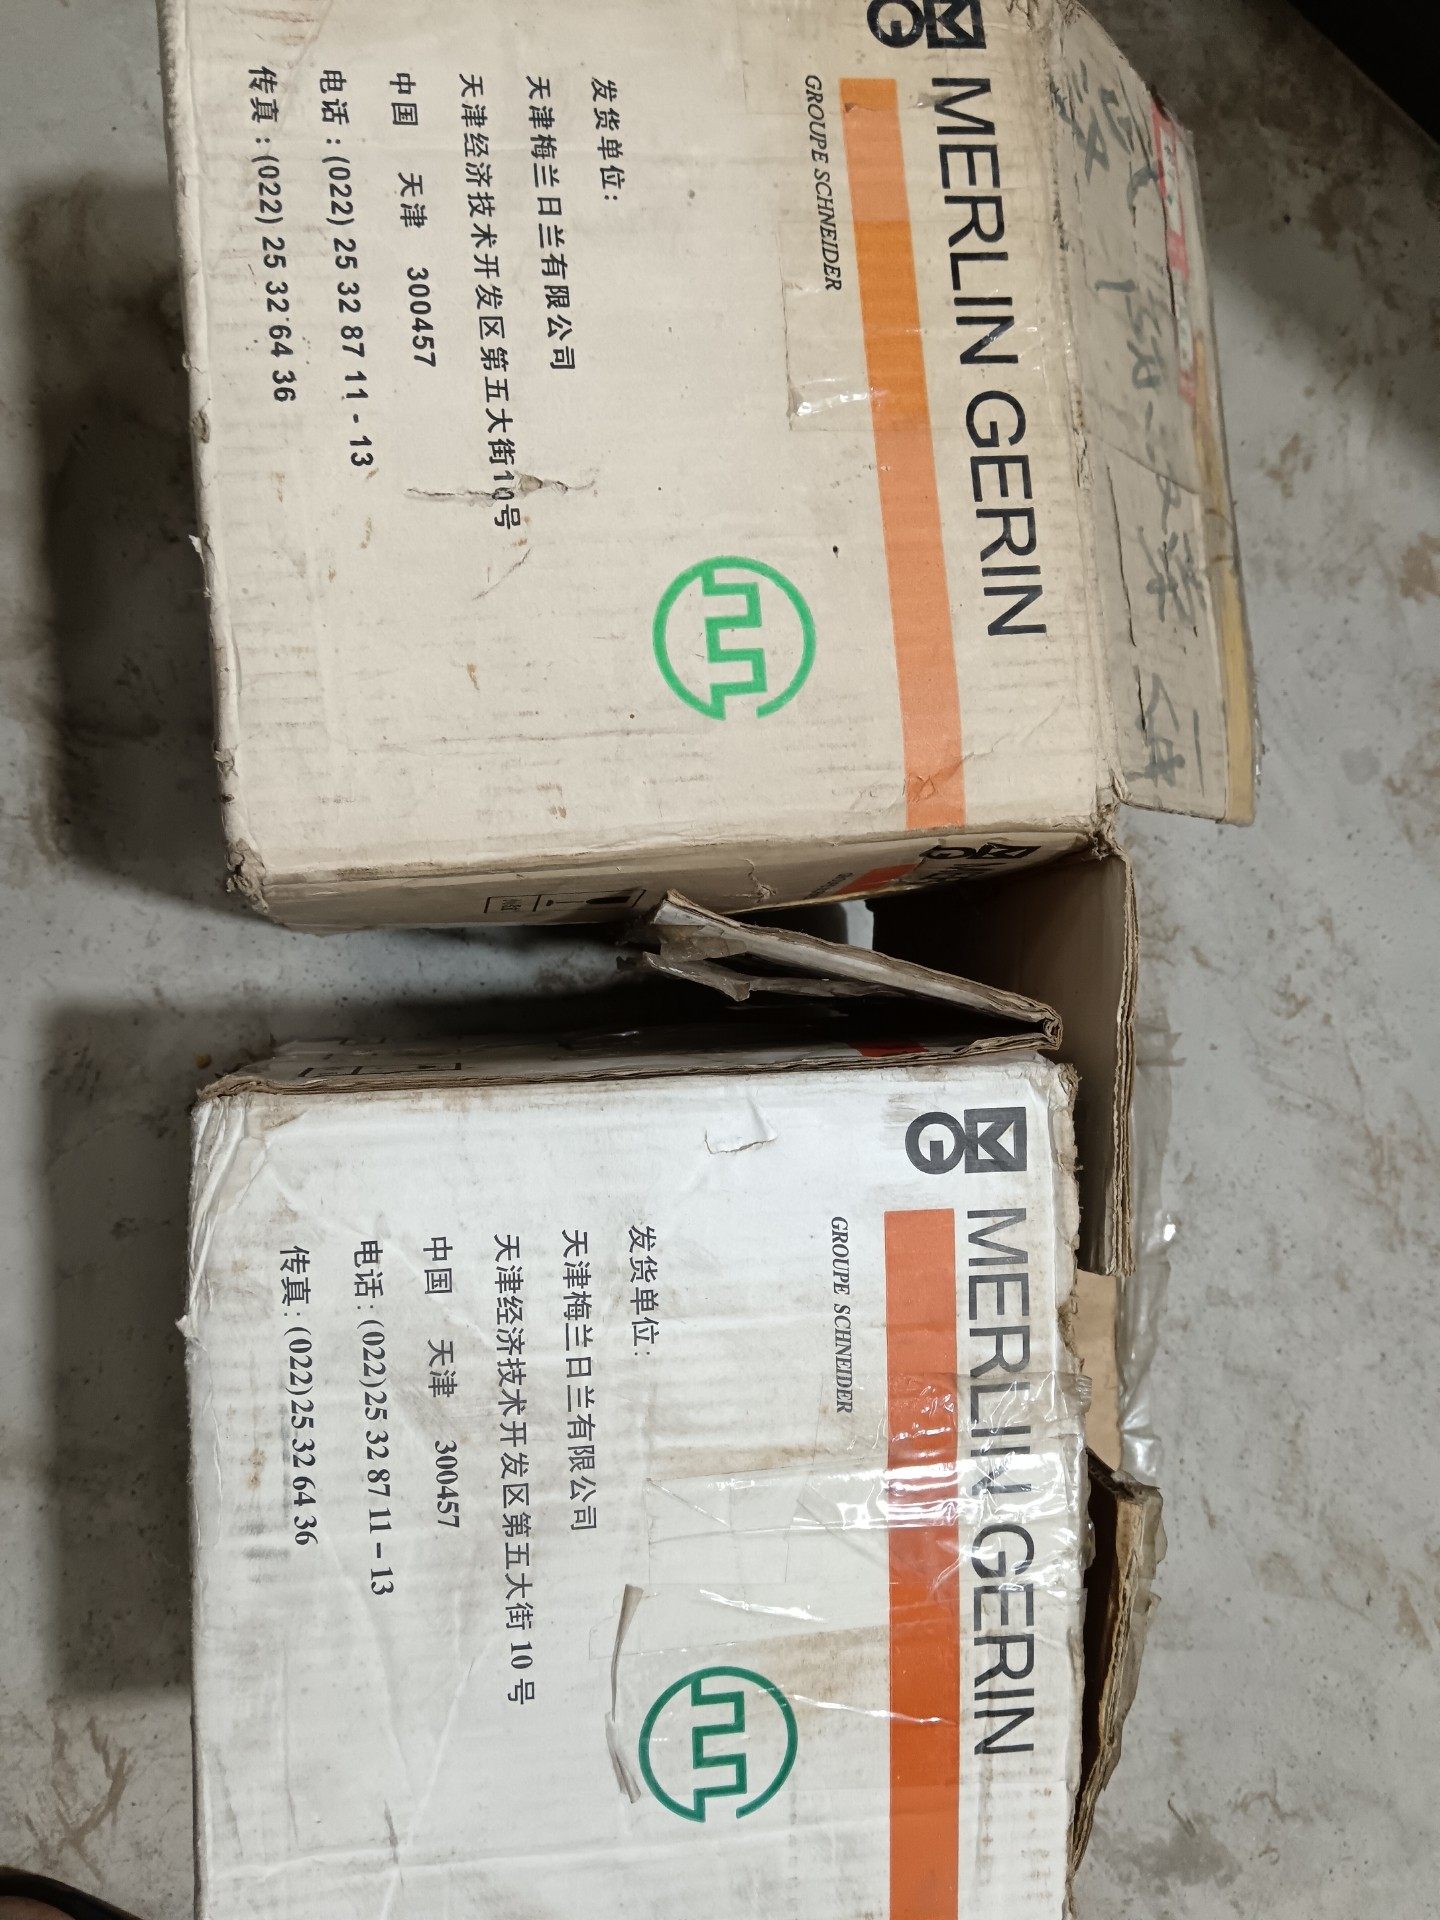 MG MERLIN GERIN
GROUPE SCHNEIDER
发货单位:
天津梅兰日兰有限公司
天津经济技术开发区第五大街10号
中国 天津 300457
电话:(022) 25 32 87 11 - 13
传真:(022) 25 32 64 36
MG MERLIN GERIN
GROUPE SCHNEIDER
发货单位:
天津梅兰日兰有限公司
天津经济技术开发区第五大街 10 号
中国 天津 300457
电话:(022)25 32 87 11－13
传真:(022)25 32 64 36